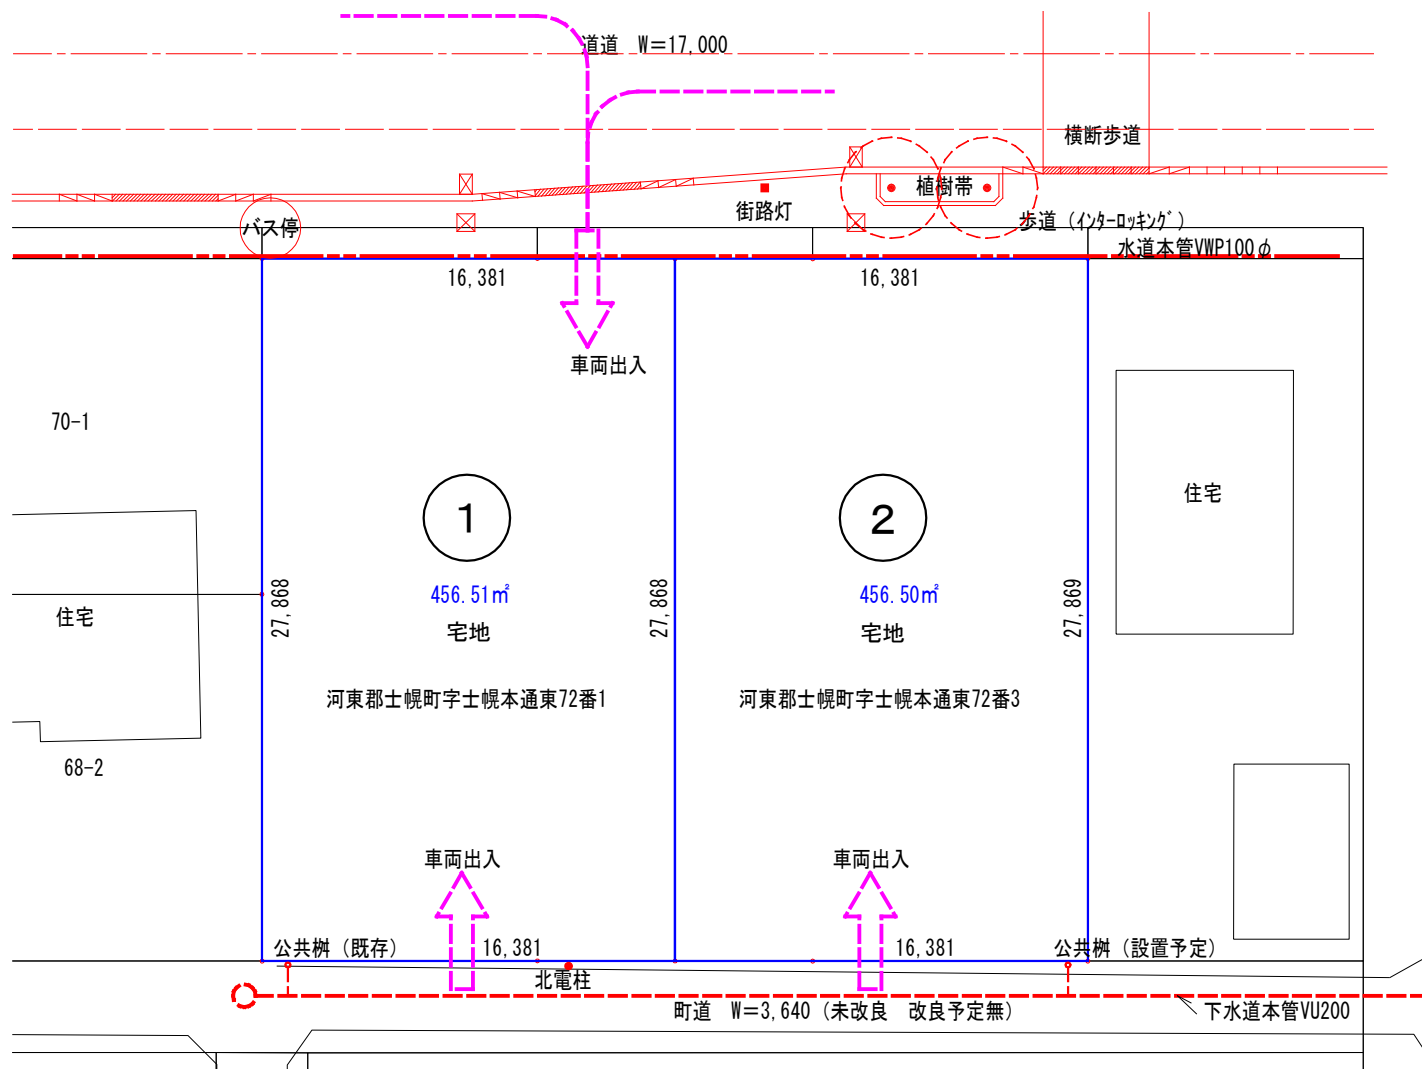 道道　W=17,000
横断歩道
植樹帯
街路灯
バス停
歩道（ｲﾝﾀｰﾛｯｷﾝｸﾞ）
水道本管VWP100φ
16,381
16,381
車両出入
70-1
住宅
1
2
456.51㎡
456.50㎡
27,868
27,868
27,869
住宅
宅地
宅地
河東郡士幌町字士幌本通東72番1
河東郡士幌町字士幌本通東72番3
68-2
車両出入
車両出入
公共桝（既存）
16,381
16,381
公共桝（設置予定）
北電柱
町道　W=3,640（未改良　改良予定無）
下水道本管VU200